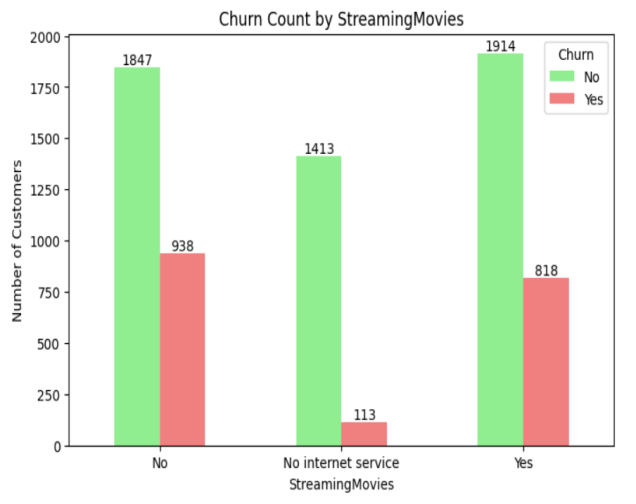 Churn Count by StreamingMovies
Number of Customers
2000
1750
1500
1250
1000
750
500
250
0
1847
938
1413
113
1914
818
Churn
No
Yes
No
No internet service
Yes
StreamingMovies